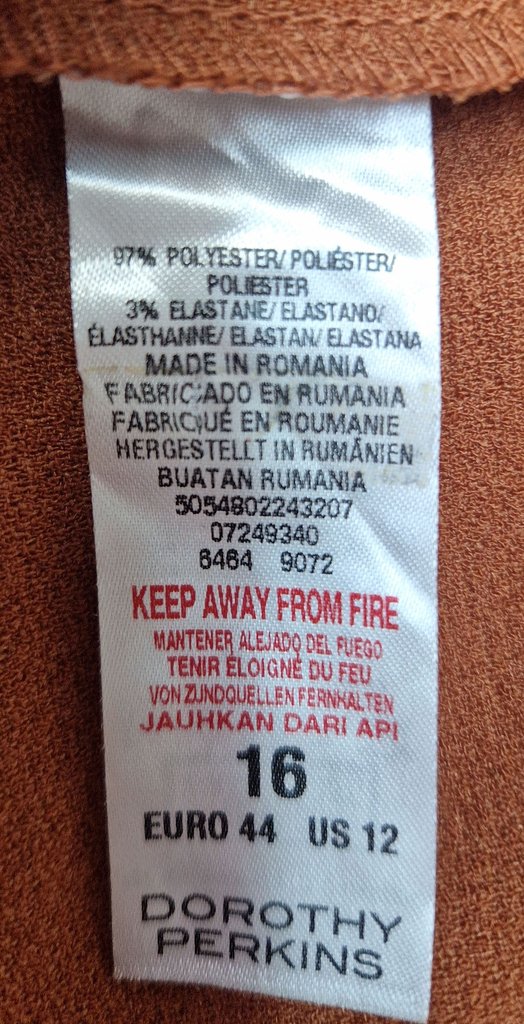 97% POLYESTER/ POLIÉSTER/
POLIESTER
3% ELASTANE/ ELASTANO/
ÉLASTHANNE/ ELASTAN/ ELASTANA
MADE IN ROMANIA
FABRICADO EN RUMANIA
FABRIQUÉ EN ROUMANIE
HERGESTELLT IN RUMÄNIEN
BUATAN RUMANIA
5054802243207
07249340
8464 9072
KEEP AWAY FROM FIRE
MANTENER ALEJADO DEL FUEGO
TENIR ÉLOIGNÉ DU FEU
VON ZUNDQUELLEN FERNHALTEN
JAUHKAN DARI API
16
EURO 44 US 12
DOROTHY
PERKINS